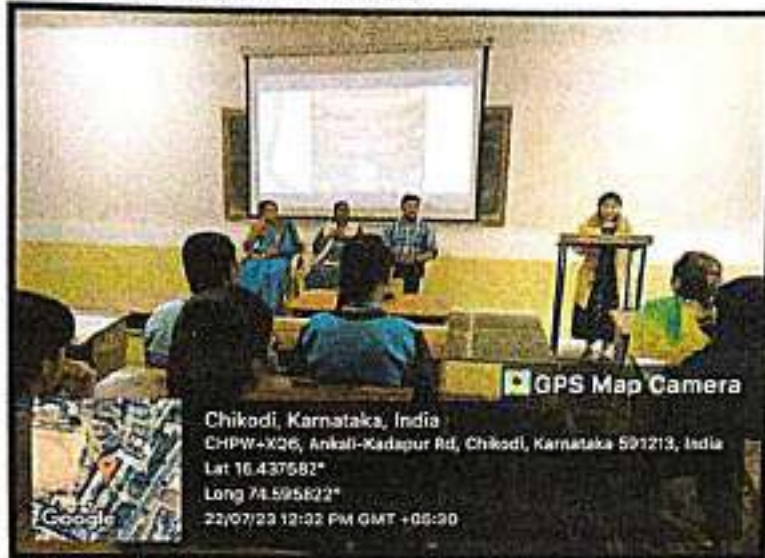 GPS Map Camera
Chikodi, Karnataka, India
CHPW+XQ6, Ankali-Kadapur Rd, Chikodi, Karnataka 591213, India
Lat 16.437582°
Long 74.595822°
22/07/23 12:32 PM GMT +05:30
Google